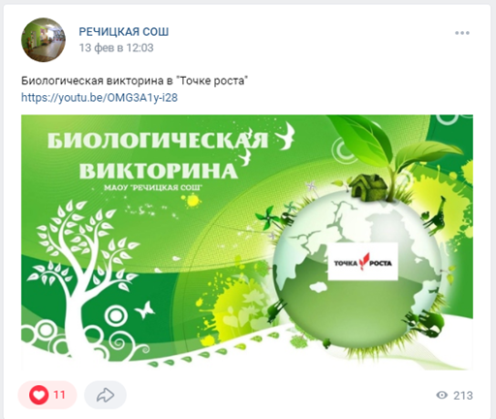 РЕЧИЦКАЯ СОШ
13 фев в 12:03
Биологическая викторина в "Точке роста"
https://youtu.be/OMG3A1y-i28
БИОЛОГИЧЕСКАЯ
ВИКТОРИНА
МАОУ "РЕЧИЦКАЯ СОШ"
ТОЧКА РОСТА
11
213